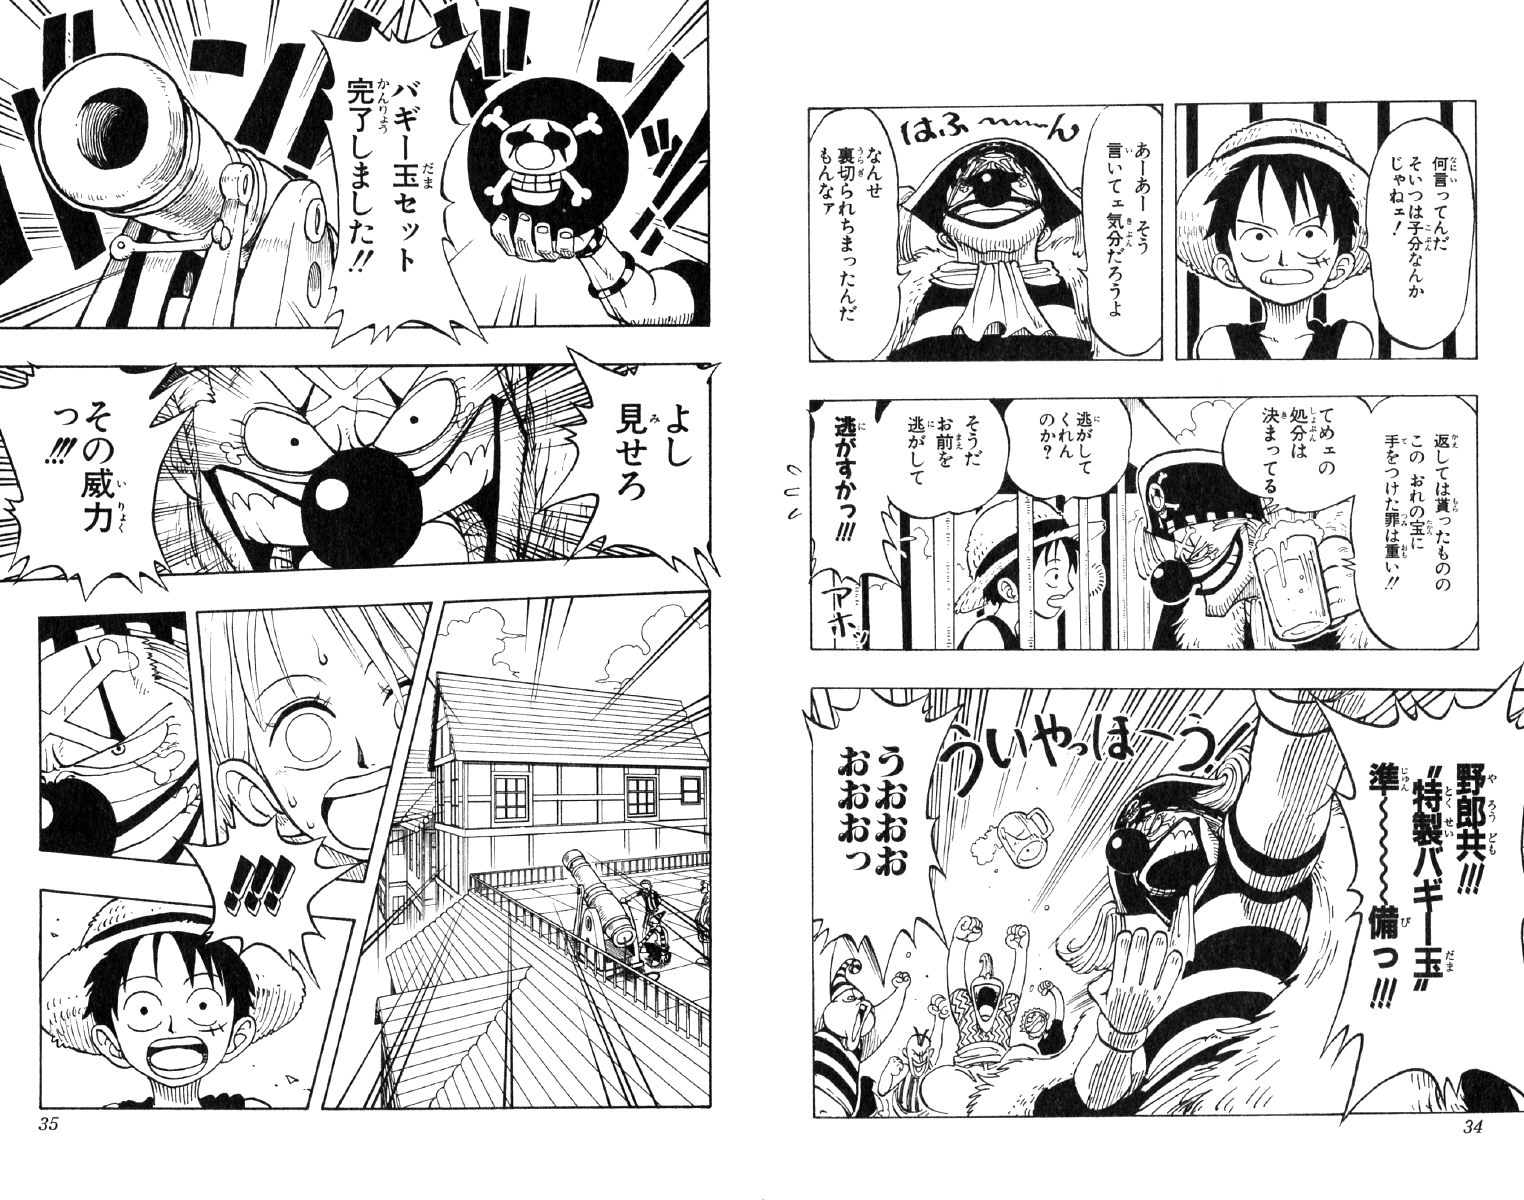 何言ってんだ
そいつは子分なんか
じゃねェ!
はふ〜〜〜ん
あーあー そう
言いてェ気分だろうよ
なんせ
裏切られちまったんだ
もんなァ
返しては貰ったものの
この おれの宝に
手をつけた罪は重い!!
てめェの
処分は
決まってる
逃がして
くれん
のか?
そうだ
お前を
逃がして
逃がすかっ!!!
アホッ
野郎共!!!
“特製バギー玉”
準〜〜〜〜備っ!!!
ういやっほーう!!
うおおお
おおおっ
34
バギー玉セット
完了しました!!
よし
見せろ
その威力
っ!!!
!!!
35